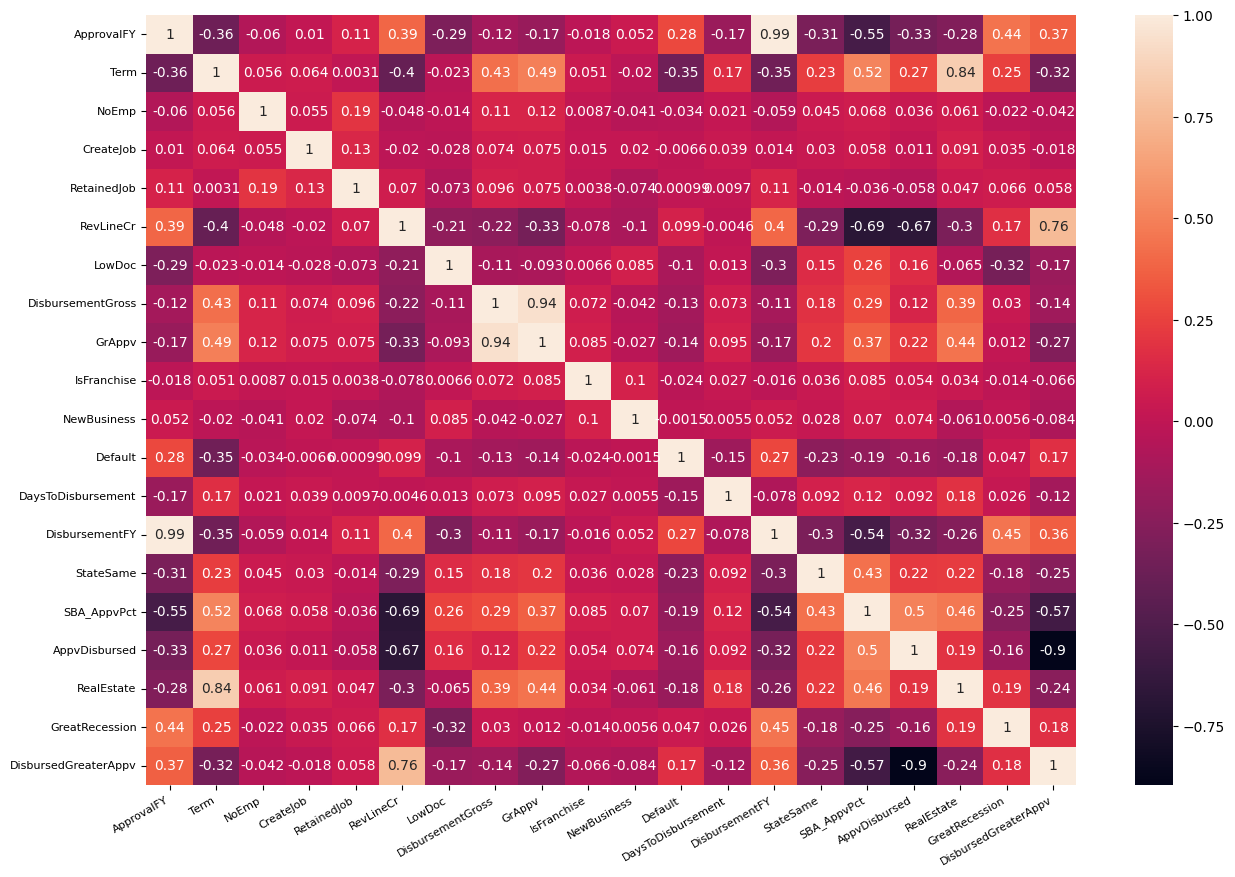 ApprovalFY 1 -0.36 -0.06 0.01 0.11 0.39 -0.29 -0.12 -0.17 -0.018 0.052 0.28 -0.17 0.99 -0.31 -0.55 -0.33 -0.28 0.44 0.37
Term -0.36 1 0.056 0.064 0.0031 -0.4 -0.023 0.43 0.49 0.051 -0.02 -0.35 0.17 -0.35 0.23 0.52 0.27 0.84 0.25 -0.32
NoEmp -0.06 0.056 1 0.055 0.19 -0.048 -0.014 0.11 0.12 0.0087 -0.041 -0.034 0.021 -0.059 0.045 0.068 0.036 0.061 -0.022 -0.042
CreateJob 0.01 0.064 0.055 1 0.13 -0.02 -0.028 0.074 0.075 0.015 0.02 -0.0066 0.039 0.014 0.03 0.058 0.011 0.091 0.035 -0.018
RetainedJob 0.11 0.0031 0.19 0.13 1 0.07 -0.073 0.096 0.075 0.0038 -0.074 0.00099 0.0097 0.11 -0.014 -0.036 -0.058 0.047 0.066 0.058
RevLineCr 0.39 -0.4 -0.048 -0.02 0.07 1 -0.21 -0.22 -0.33 -0.078 -0.1 0.099 -0.0046 0.4 -0.29 -0.69 -0.67 -0.3 0.17 0.76
LowDoc -0.29 -0.023 -0.014 -0.028 -0.073 -0.21 1 -0.11 -0.093 0.0066 0.085 -0.1 0.013 -0.3 0.15 0.26 0.16 -0.065 -0.32 -0.17
DisbursementGross -0.12 0.43 0.11 0.074 0.096 -0.22 -0.11 1 0.94 0.072 -0.042 -0.13 0.073 -0.11 0.18 0.29 0.12 0.39 0.03 -0.14
GrAppv -0.17 0.49 0.12 0.075 0.075 -0.33 -0.093 0.94 1 0.085 -0.027 -0.14 0.095 -0.17 0.2 0.37 0.22 0.44 0.012 -0.27
IsFranchise -0.018 0.051 0.0087 0.015 0.0038 -0.078 0.0066 0.072 0.085 1 0.1 -0.024 0.027 -0.016 0.036 0.085 0.054 0.034 -0.014 -0.066
NewBusiness 0.052 -0.02 -0.041 0.02 -0.074 -0.1 0.085 -0.042 -0.027 0.1 1 -0.0015 0.0055 0.052 0.028 0.07 0.074 -0.061 0.0056 -0.084
Default 0.28 -0.35 -0.034 -0.0066 0.00099 0.099 -0.1 -0.13 -0.14 -0.024 -0.0015 1 -0.15 0.27 -0.23 -0.19 -0.16 -0.18 0.047 0.17
DaysToDisbursement -0.17 0.17 0.021 0.039 0.0097 -0.0046 0.013 0.073 0.095 0.027 0.0055 -0.15 1 -0.078 0.092 0.12 0.092 0.18 0.026 -0.12
DisbursementFY 0.99 -0.35 -0.059 0.014 0.11 0.4 -0.3 -0.11 -0.17 -0.016 0.052 0.27 -0.078 1 -0.3 -0.54 -0.32 -0.26 0.45 0.36
StateSame -0.31 0.23 0.045 0.03 -0.014 -0.29 0.15 0.18 0.2 0.036 0.028 -0.23 0.092 -0.3 1 0.43 0.22 0.22 -0.18 -0.25
SBA_AppvPct -0.55 0.52 0.068 0.058 -0.036 -0.69 0.26 0.29 0.37 0.085 0.07 -0.19 0.12 -0.54 0.43 1 0.5 0.46 -0.25 -0.57
AppvDisbursed -0.33 0.27 0.036 0.011 -0.058 -0.67 0.16 0.12 0.22 0.054 0.074 -0.16 0.092 -0.32 0.22 0.5 1 0.19 -0.16 -0.9
RealEstate -0.28 0.84 0.061 0.091 0.047 -0.3 -0.065 0.39 0.44 0.034 -0.061 -0.18 0.18 -0.26 0.22 0.46 0.19 1 0.19 -0.24
GreatRecession 0.44 0.25 -0.022 0.035 0.066 0.17 -0.32 0.03 0.012 -0.014 0.0056 0.047 0.026 0.45 -0.18 -0.25 -0.16 0.19 1 0.18
DisbursedGreaterAppv 0.37 -0.32 -0.042 -0.018 0.058 0.76 -0.17 -0.14 -0.27 -0.066 -0.084 0.17 -0.12 0.36 -0.25 -0.57 -0.9 -0.24 0.18 1
ApprovalFY Term NoEmp CreateJob RetainedJob RevLineCr LowDoc DisbursementGross GrAppv IsFranchise NewBusiness Default DaysToDisbursement DisbursementFY StateSame SBA_AppvPct AppvDisbursed RealEstate GreatRecession DisbursedGreaterAppv
1.00
0.75
0.50
0.25
0.00
−0.25
−0.50
−0.75